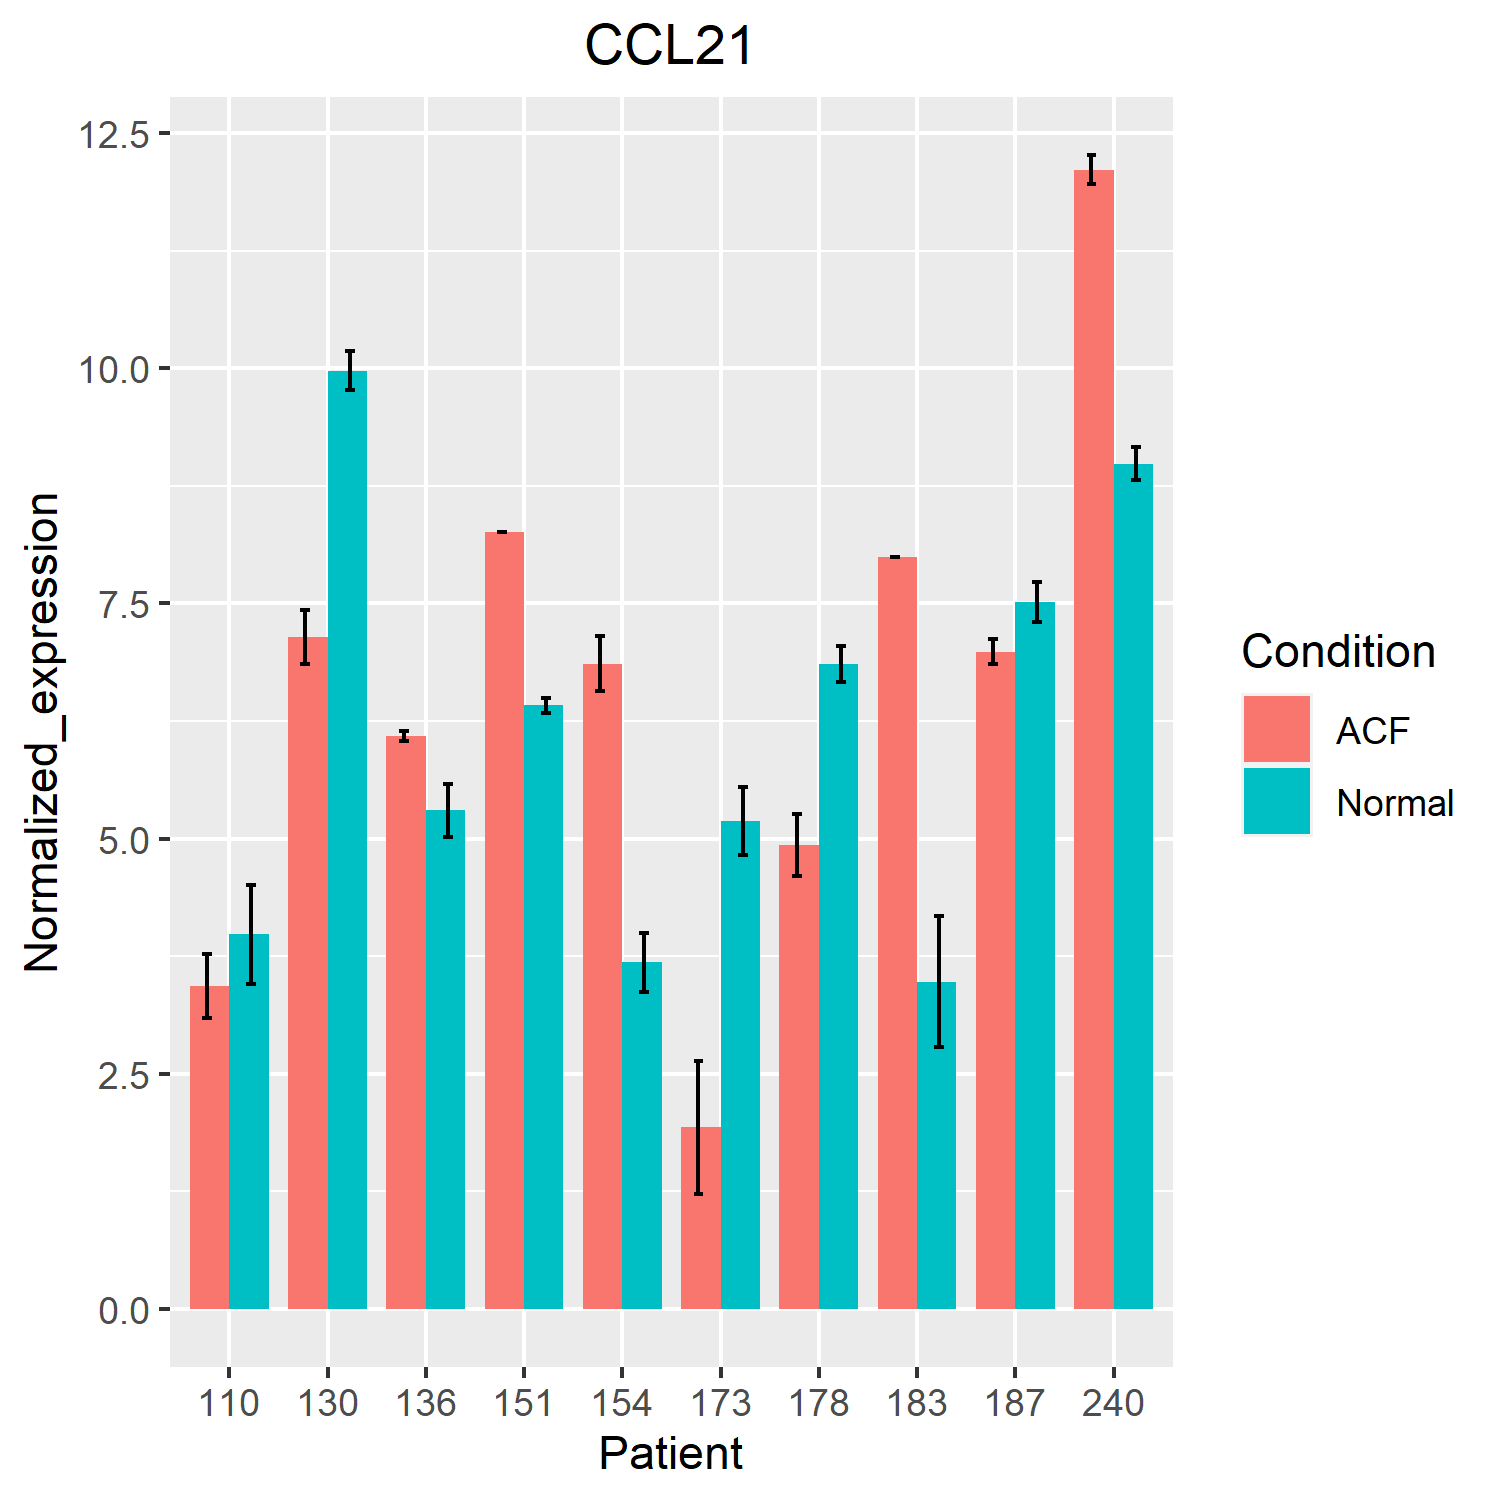 CCL21
12.5
10.0
7.5
5.0
2.5
0.0
Normalized_expression
110 130 136 151 154 173 178 183 187 240
Patient
Condition
ACF
Normal